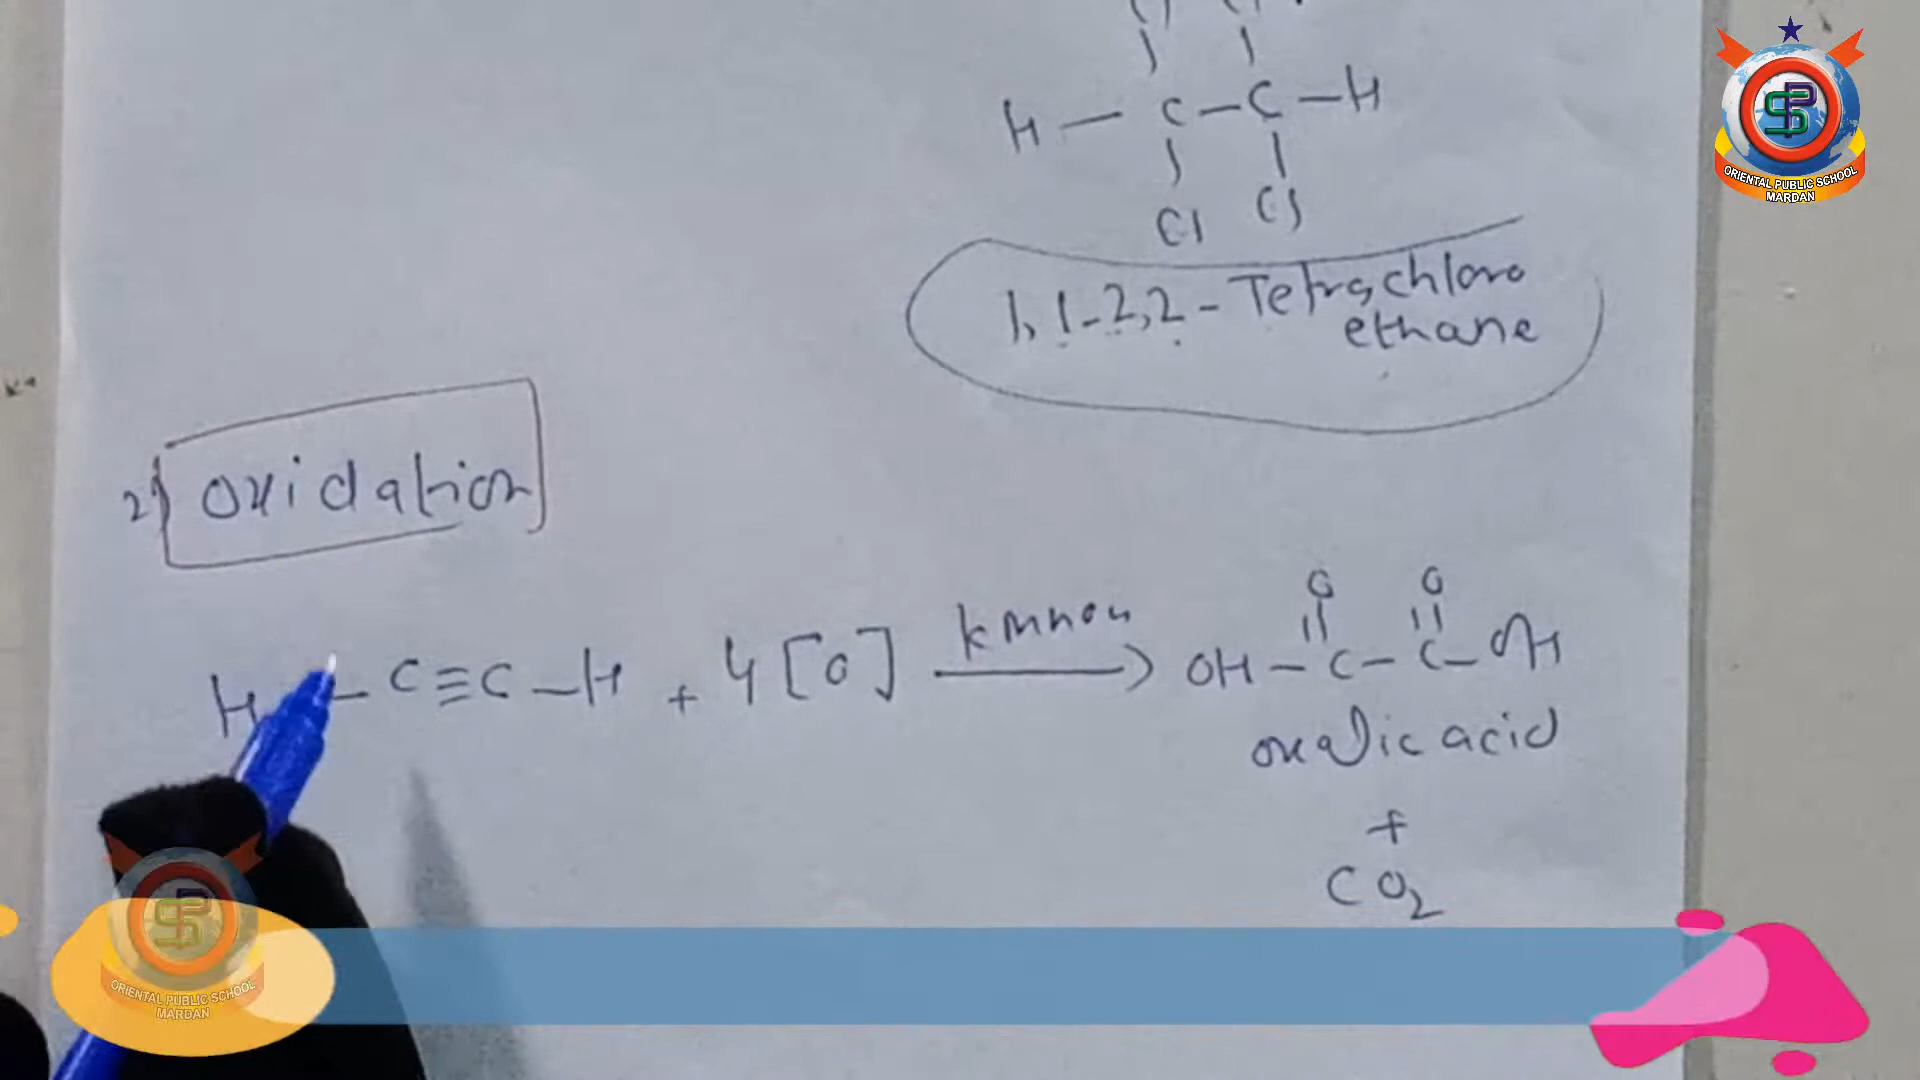 H — C — C — H
Cl Cl
1,1-2,2-Tetrachloro
ethane
2) Oxidation
O O
H — C≡C — H + 4[O] KMnO4 → OH — C — C — OH
oxalic acid
+
CO2
ORIENTAL PUBLIC SCHOOL
MARDAN
ORIENTAL PUBLIC SCHOOL
MARDAN